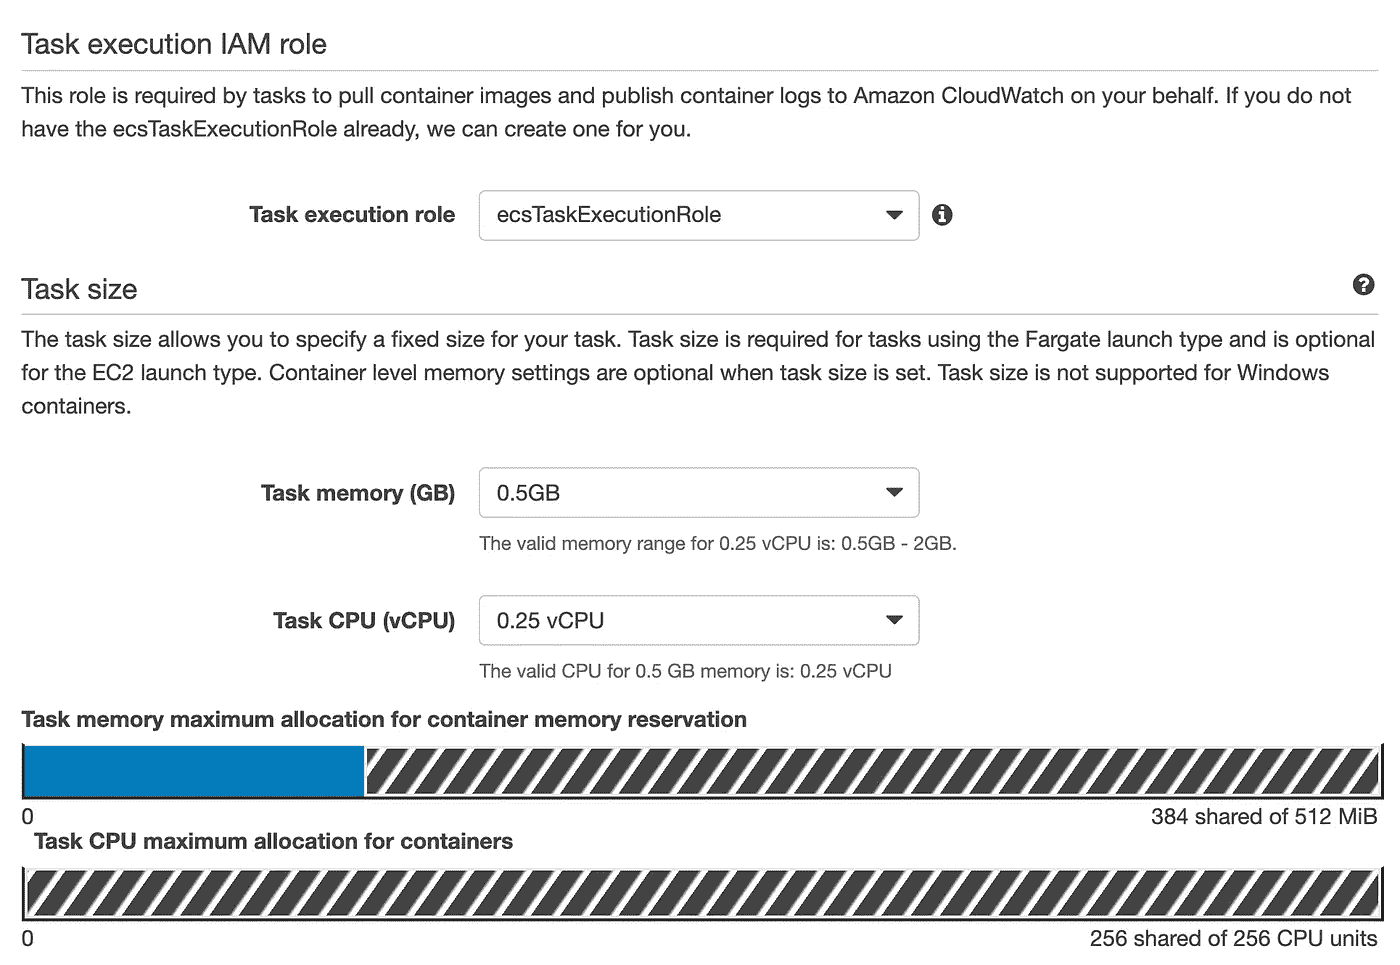 Task execution IAM role
This role is required by tasks to pull container images and publish container logs to Amazon CloudWatch on your behalf. If you do not
have the ecsTaskExecutionRole already, we can create one for you.
Task execution role
ecsTaskExecutionRole
Task size
The task size allows you to specify a fixed size for your task. Task size is required for tasks using the Fargate launch type and is optional
for the EC2 launch type. Container level memory settings are optional when task size is set. Task size is not supported for Windows
containers.
Task memory (GB)
0.5GB
The valid memory range for 0.25 vCPU is: 0.5GB - 2GB.
Task CPU (vCPU)
0.25 vCPU
The valid CPU for 0.5 GB memory is: 0.25 vCPU
Task memory maximum allocation for container memory reservation
0
384 shared of 512 MiB
Task CPU maximum allocation for containers
0
256 shared of 256 CPU units